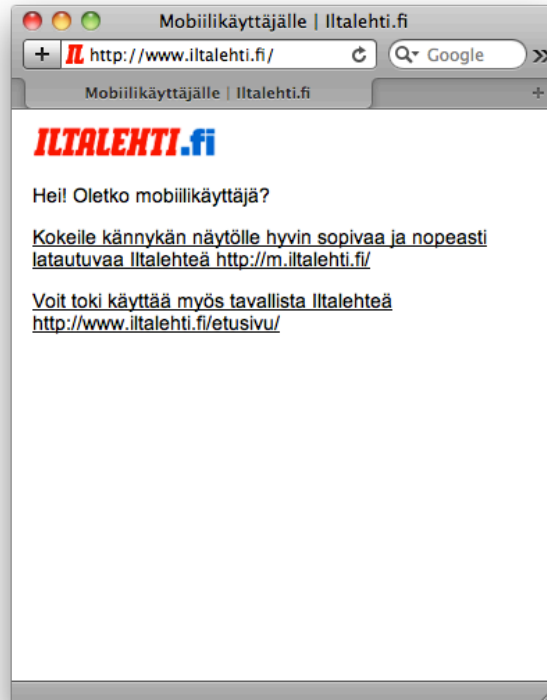 Mobiilikäyttäjälle | Iltalehti.fi
+ IL http://www.iltalehti.fi/ Google »
Mobiilikäyttäjälle | Iltalehti.fi +
ILTALEHTI.fi
Hei! Oletko mobiilikäyttäjä?
Kokeile kännykän näytölle hyvin sopivaa ja nopeasti
latautuvaa Iltalehteä http://m.iltalehti.fi/
Voit toki käyttää myös tavallista Iltalehteä
http://www.iltalehti.fi/etusivu/